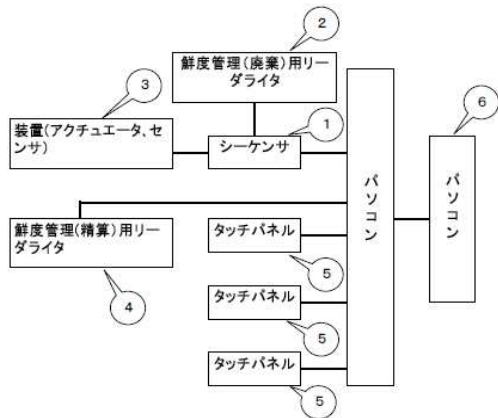 2
鮮度管理(廃棄)用リー
ダライタ
3
装置(アクチュエータ、セ
ンサ)
1
シーケンサ
6
パソコン
パソコン
鮮度管理(精算)用リー
ダライタ
4
タッチパネル
5
タッチパネル
5
タッチパネル
5